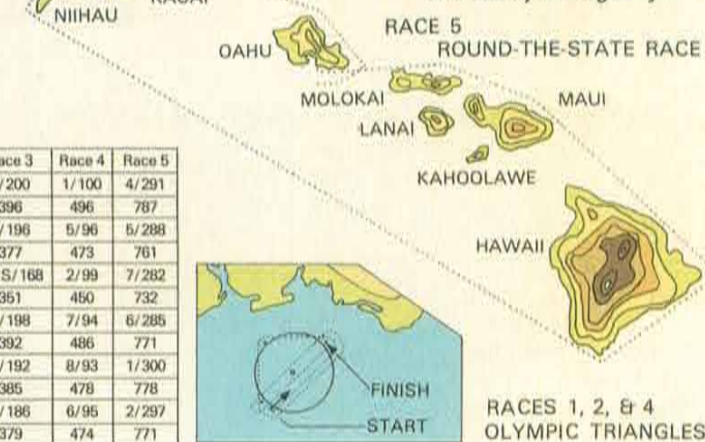 NIIHAU
OAHU
RACE 5
ROUND-THE-STATE RACE
MOLOKAI
MAUI
LANAI
KAHOOLAWE
HAWAII
ace 3 Race 4 Race 5
/200 1/100 4/291
396 496 787
/196 5/96 5/288
377 473 761
S/168 2/99 7/282
351 450 732
/198 7/94 6/285
392 486 771
/192 8/93 1/300
385 478 778
/186 6/95 2/297
379 474 771
FINISH
START
RACES 1, 2, & 4
OLYMPIC TRIANGLES